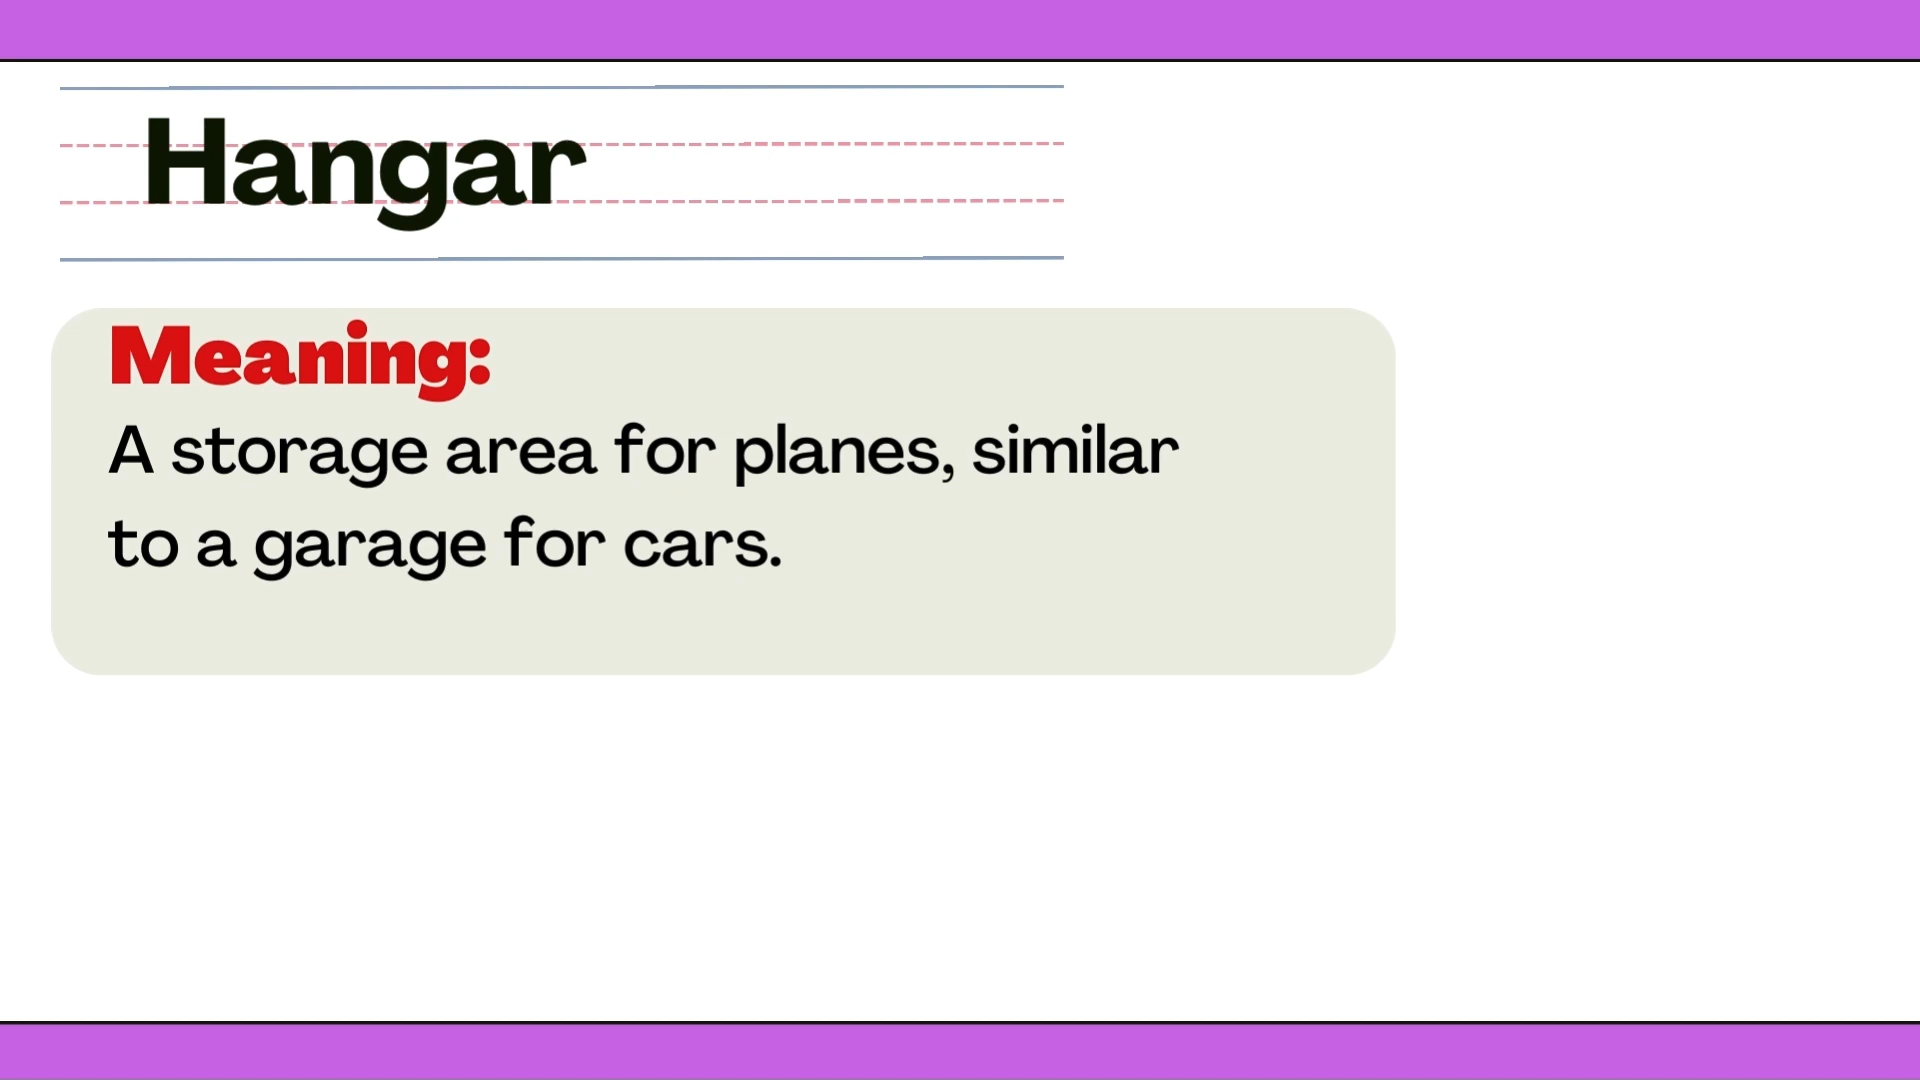 Hangar
Meaning:
A storage area for planes, similar
to a garage for cars.